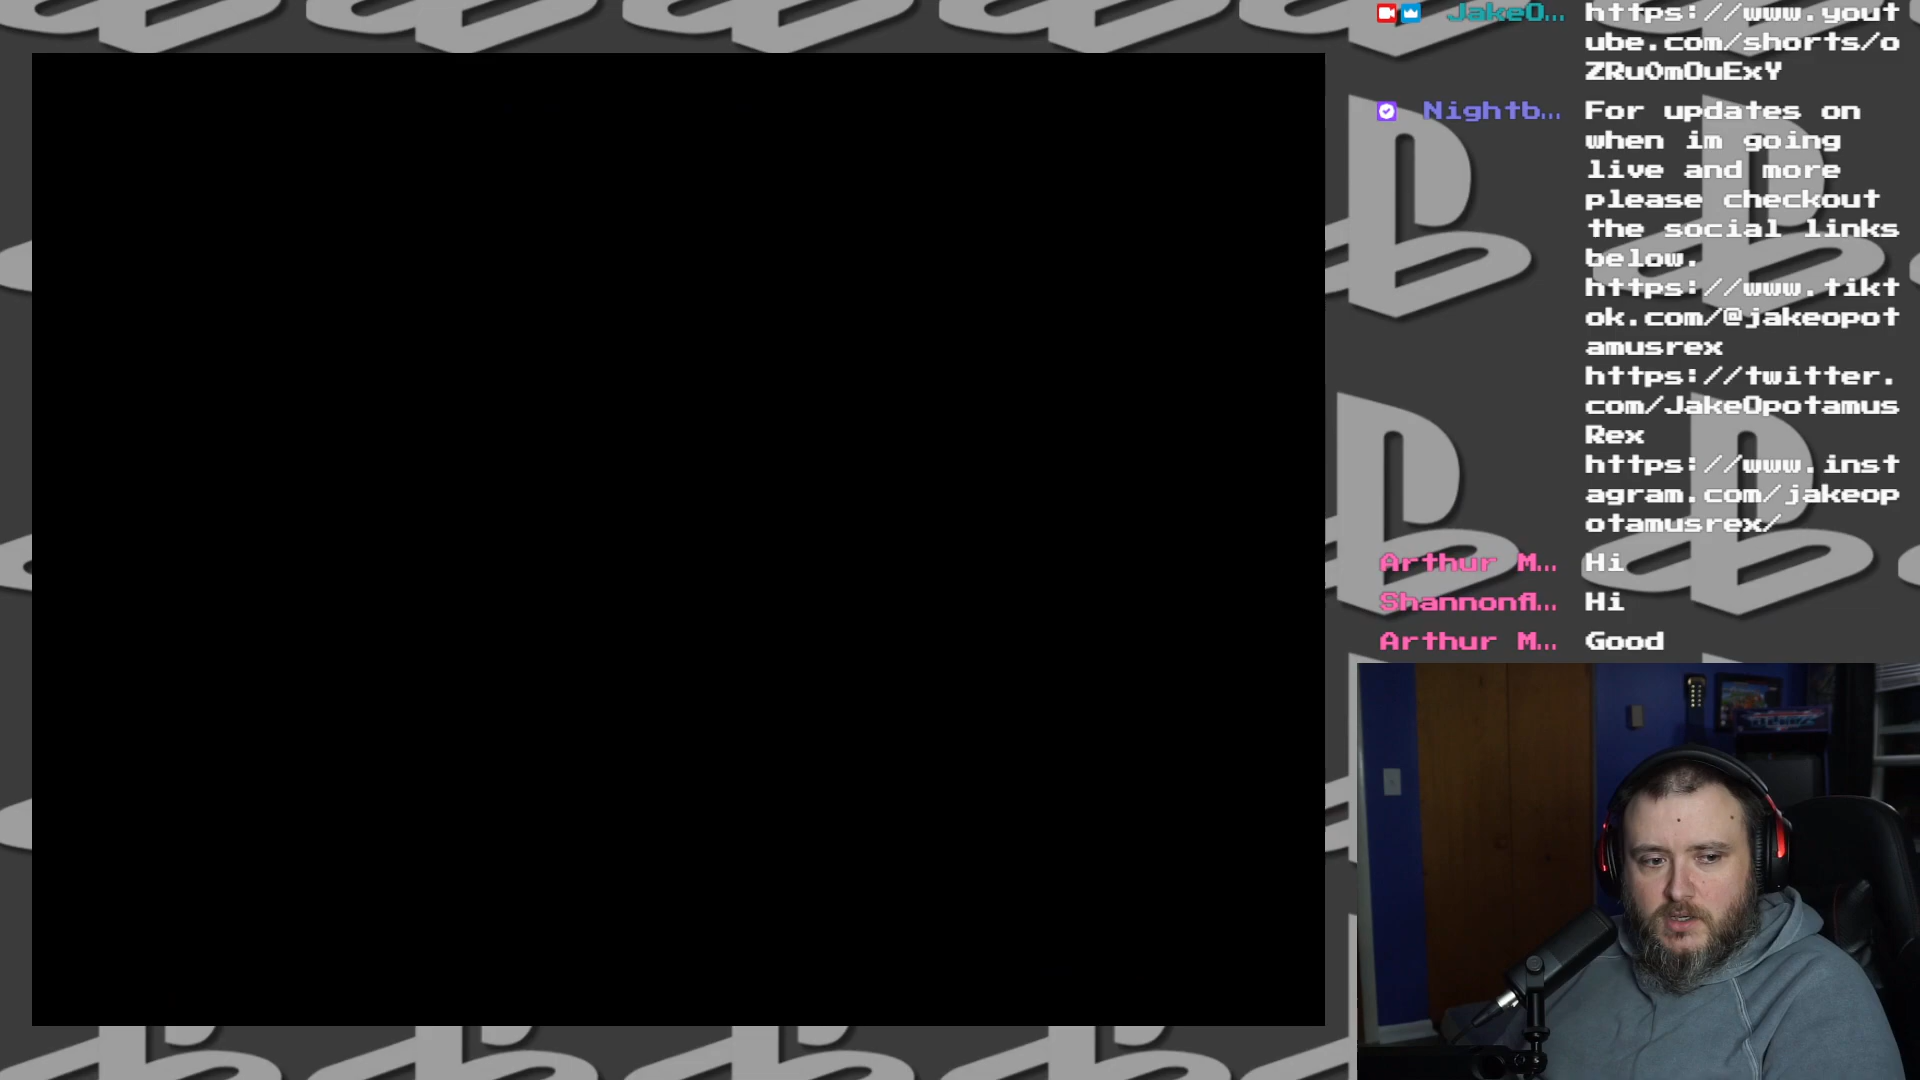 JakeO... https://www.yout
ube.com/shorts/o
ZRu0mOuExY
Nightb... For updates on
when im going
live and more
please checkout
the social links
below.
https://www.tikt
ok.com/@jakeopot
amusrex
https://twitter.
com/JakeOpotamus
Rex
https://www.inst
agram.com/jakeop
otamusrex/
Arthur M... Hi
Shannonfl... Hi
Arthur M... Good